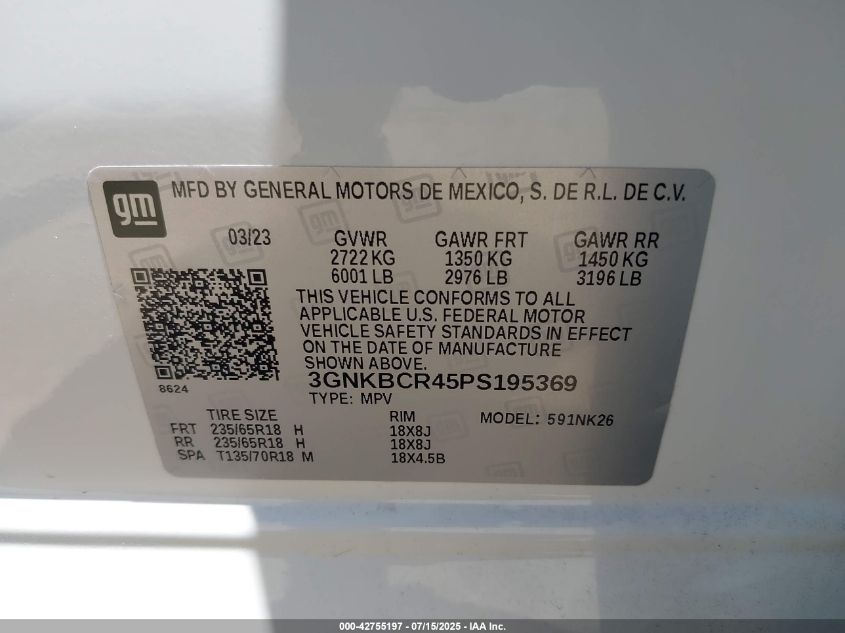 gm
MFD BY GENERAL MOTORS DE MEXICO, S. DE R.L. DE C.V.
03/23 GVWR GAWR FRT GAWR RR
2722 KG 1350 KG 1450 KG
6001 LB 2976 LB 3196 LB
THIS VEHICLE CONFORMS TO ALL
APPLICABLE U.S. FEDERAL MOTOR
VEHICLE SAFETY STANDARDS IN EFFECT
ON THE DATE OF MANUFACTURE
SHOWN ABOVE.
8624
3GNKBCR45PS195369
TYPE: MPV
TIRE SIZE RIM MODEL: 591NK26
FRT 235/65R18 H 18X8J
RR 235/65R18 H 18X8J
SPA T135/70R18 M 18X4.5B
000-42755197 - 07/15/2025 - IAA Inc.